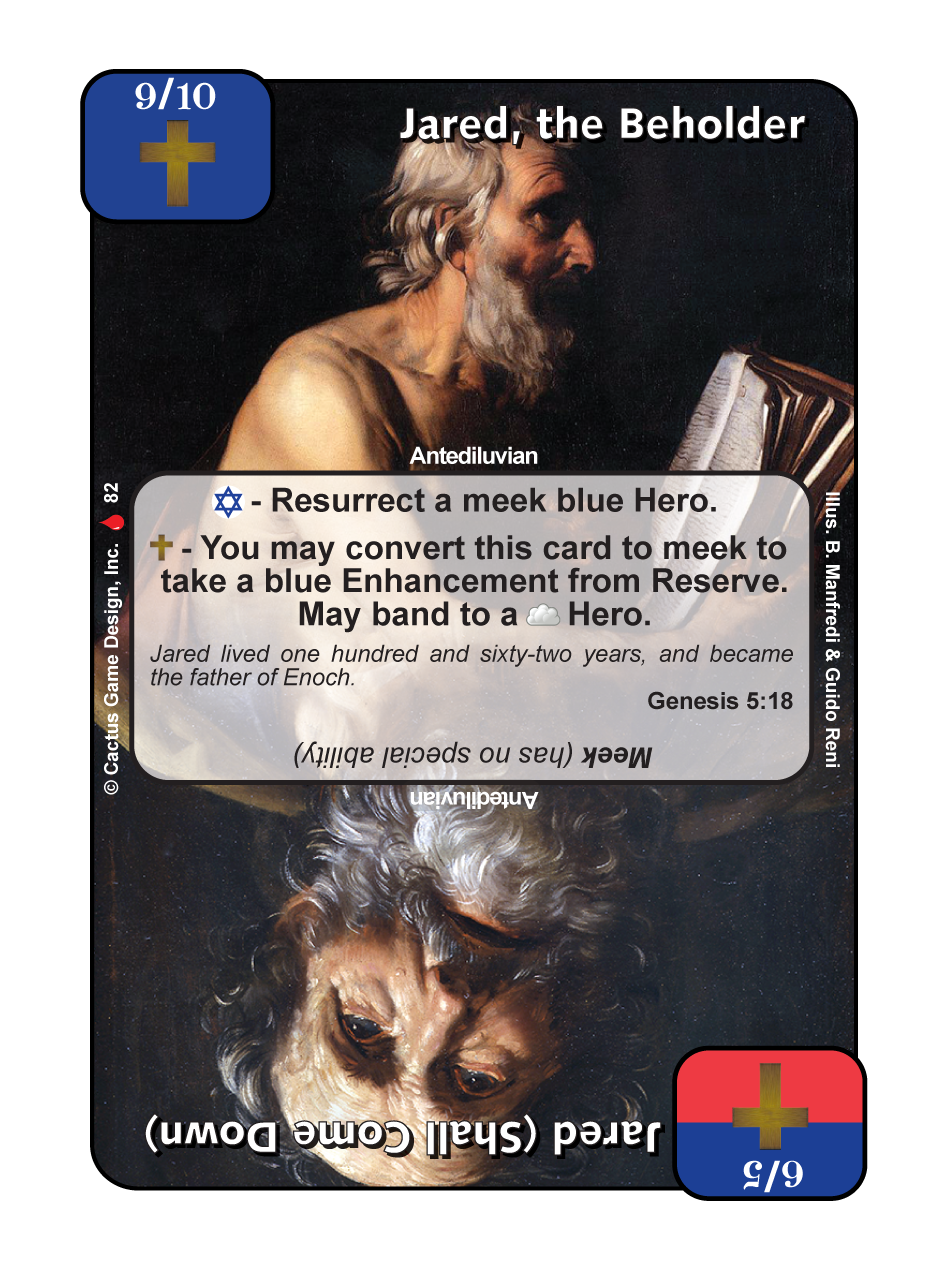 9/10
Jared, the Beholder
Antediluvian
- Resurrect a meek blue Hero.
- You may convert this card to meek to
take a blue Enhancement from Reserve.
May band to a Hero.
Jared lived one hundred and sixty-two years, and became
the father of Enoch.
Genesis 5:18
Meek (has no special ability)
Antediluvian
Jared (Shall Come Down)
6/5
© Cactus Game Design, Inc. 82
Illus. B. Manfredi & Guido Reni